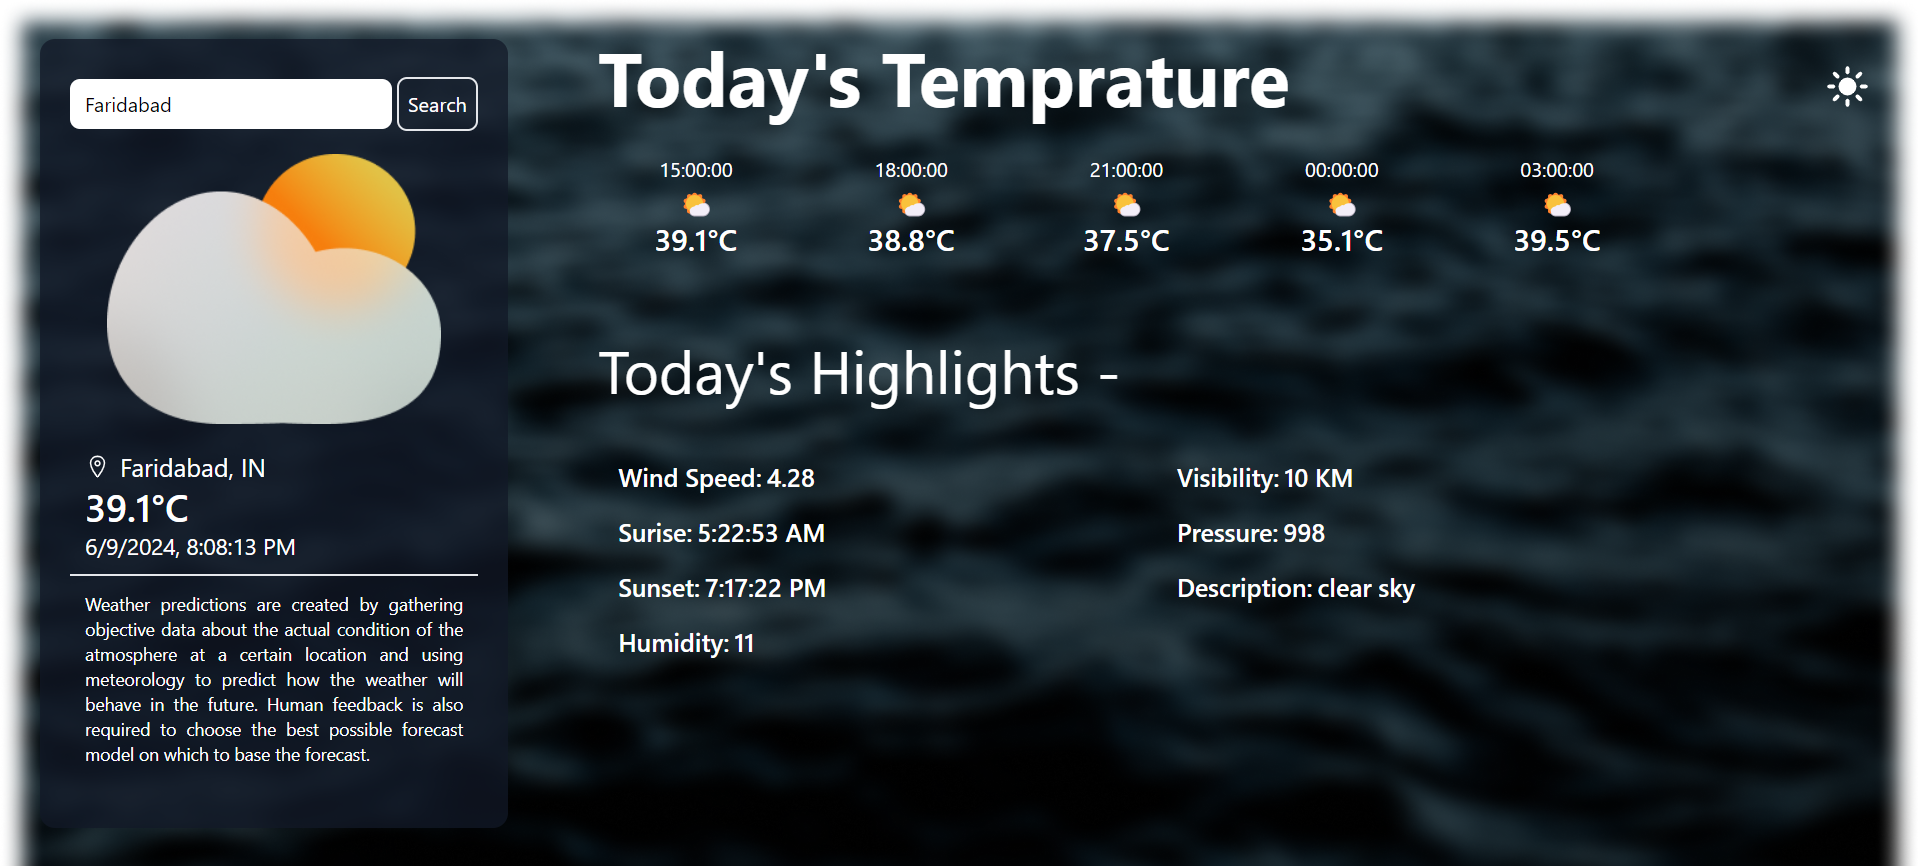 Faridabad
Search
Faridabad, IN
39.1°C
6/9/2024, 8:08:13 PM
Weather predictions are created by gathering
objective data about the actual condition of the
atmosphere at a certain location and using
meteorology to predict how the weather will
behave in the future. Human feedback is also
required to choose the best possible forecast
model on which to base the forecast.
Today's Temprature
15:00:00 18:00:00 21:00:00 00:00:00 03:00:00
39.1°C 38.8°C 37.5°C 35.1°C 39.5°C
Today's Highlights -
Wind Speed: 4.28 Visibility: 10 KM
Surise: 5:22:53 AM Pressure: 998
Sunset: 7:17:22 PM Description: clear sky
Humidity: 11